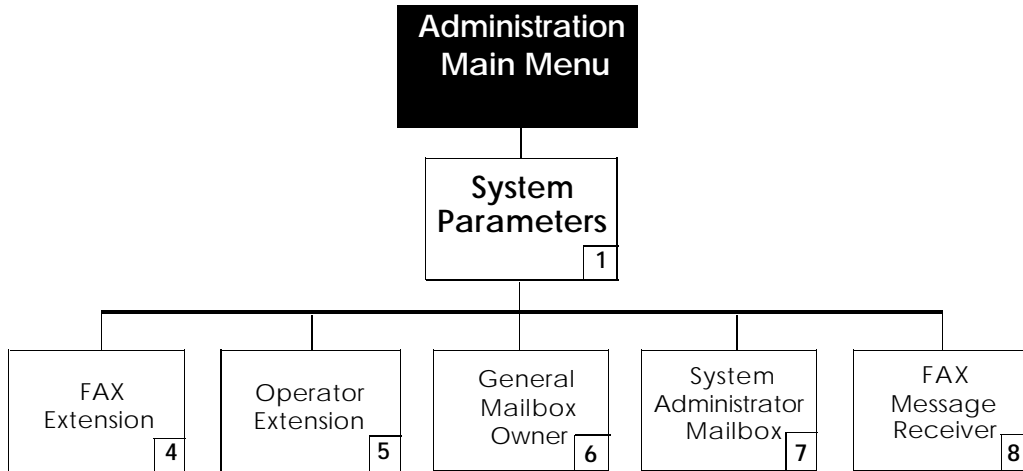 Administration
Main Menu
System
Parameters
1
FAX
Extension
4
Operator
Extension
5
General
Mailbox
Owner
6
System
Administrator
Mailbox
7
FAX
Message
Receiver
8